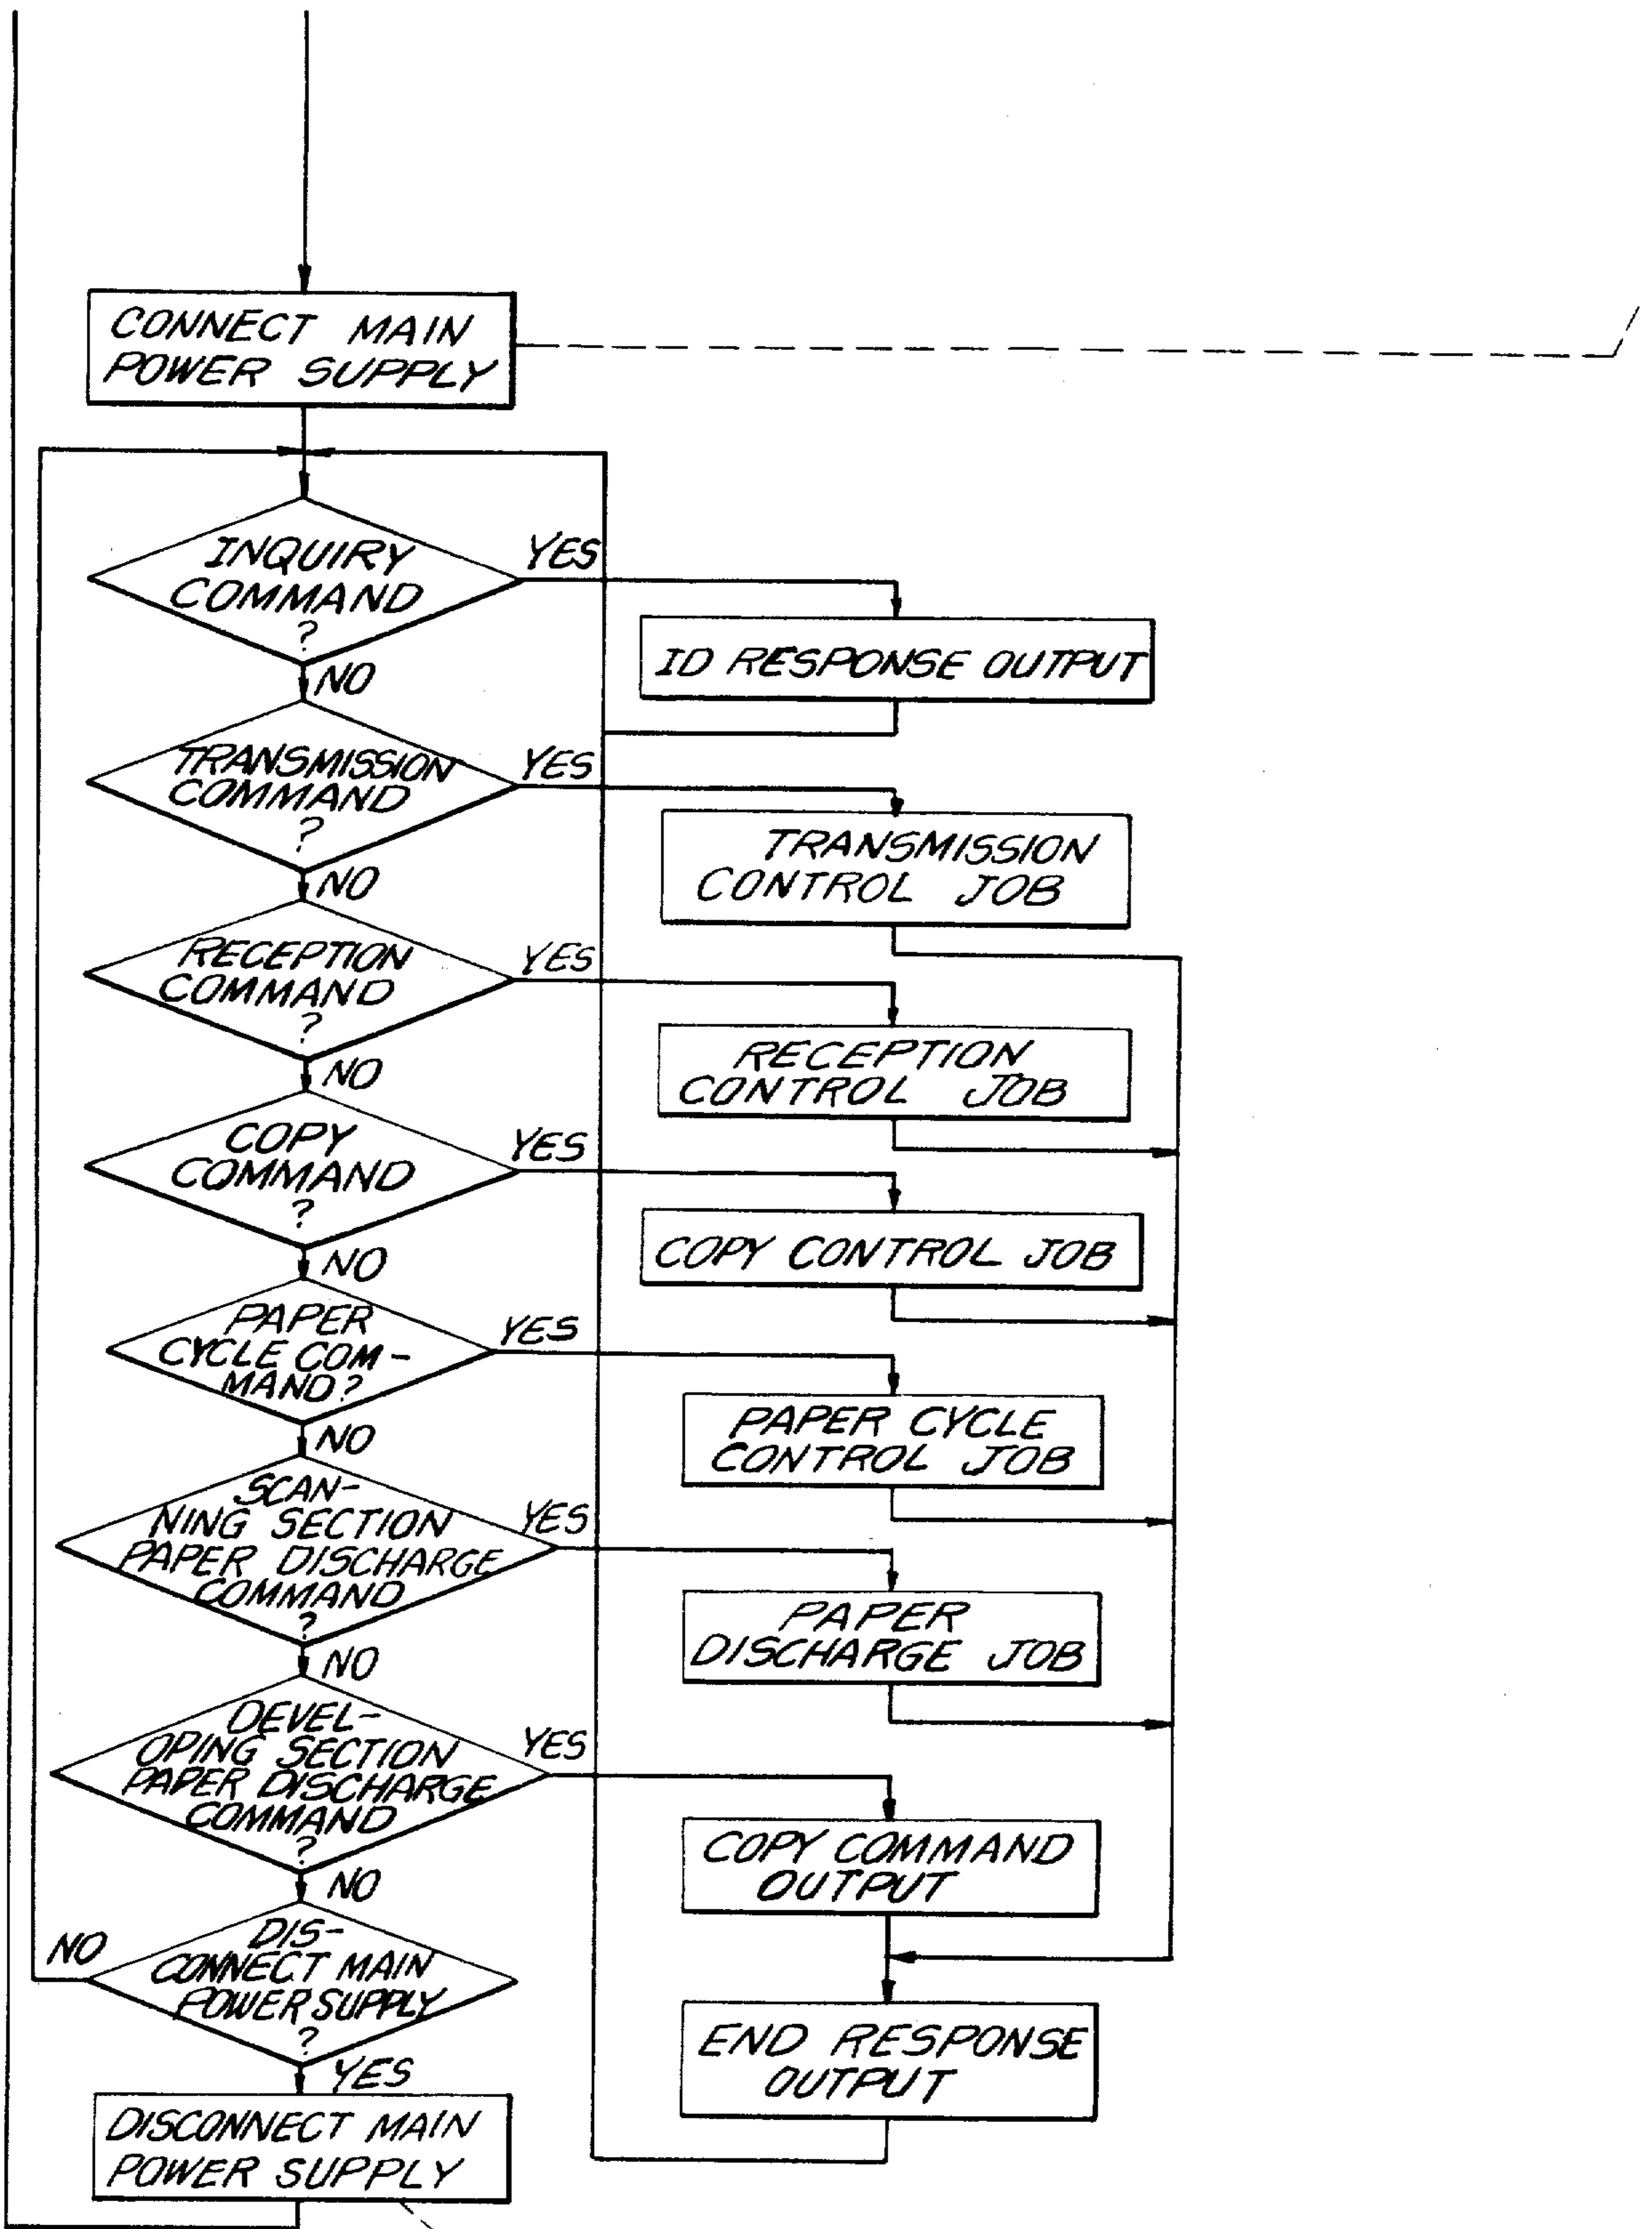 CONNECT MAIN
POWER SUPPLY
INQUIRY
COMMAND
?
YES
ID RESPONSE OUTPUT
NO
TRANSMISSION
COMMAND
?
YES
TRANSMISSION
CONTROL JOB
NO
RECEPTION
COMMAND
?
YES
RECEPTION
CONTROL JOB
NO
COPY
COMMAND
?
YES
COPY CONTROL JOB
NO
PAPER
CYCLE COM-
MAND?
YES
PAPER CYCLE
CONTROL JOB
NO
SCAN-
NING SECTION
PAPER DISCHARGE
COMMAND
?
YES
PAPER
DISCHARGE JOB
NO
DEVEL-
OPING SECTION
PAPER DISCHARGE
COMMAND
?
YES
COPY COMMAND
OUTPUT
NO
DIS-
CONNECT MAIN
POWER SUPPLY
?
NO
END RESPONSE
OUTPUT
YES
DISCONNECT MAIN
POWER SUPPLY